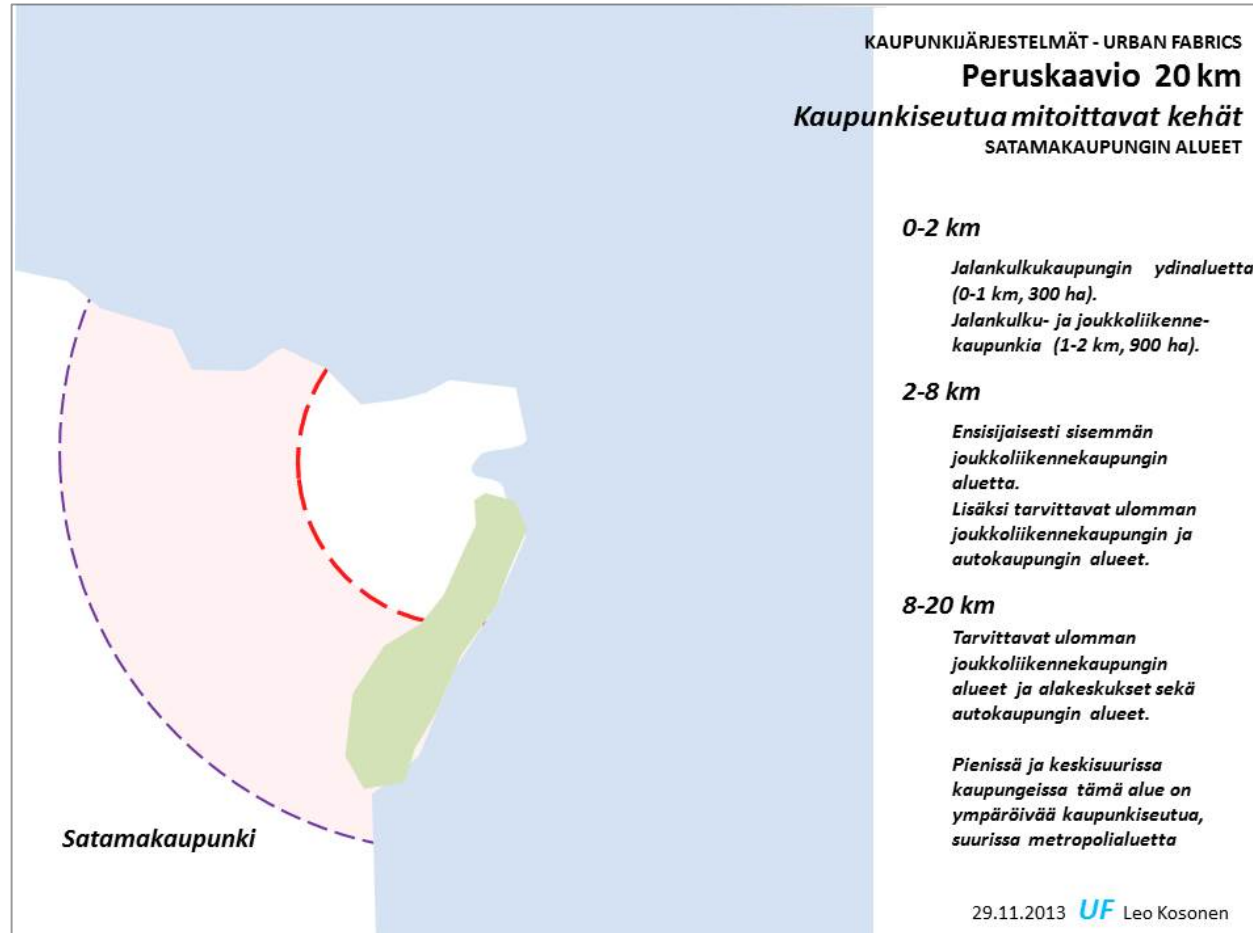 KAUPUNKIJÄRJESTELMÄT - URBAN FABRICS
Peruskaavio 20 km
Kaupunkiseutua mitoittavat kehät
SATAMAKAUPUNGIN ALUEET
0-2 km
Jalankulkukaupungin ydinaluetta
(0-1 km, 300 ha).
Jalankulku- ja joukkoliikenne-
kaupunkia (1-2 km, 900 ha).
2-8 km
Ensisijaisesti sisemmän
joukkoliikennekaupungin
aluetta.
Lisäksi tarvittavat ulomman
joukkoliikennekaupungin ja
autokaupungin alueet.
8-20 km
Tarvittavat ulomman
joukkoliikennekaupungin
alueet ja alakeskukset sekä
autokaupungin alueet.
Pienissä ja keskisuurissa
kaupungeissa tämä alue on
ympäröivää kaupunkiseutua,
suurissa metropolialuetta
Satamakaupunki
29.11.2013 UF Leo Kosonen